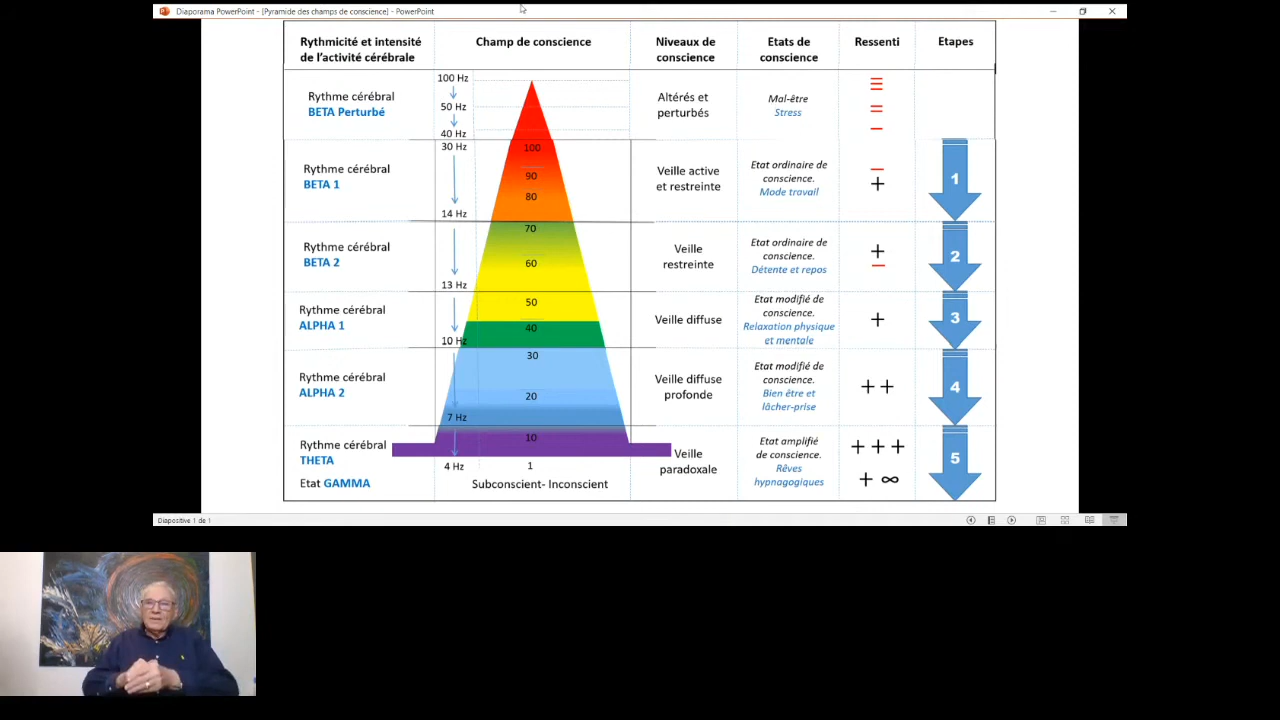 Diaporama PowerPoint - [Pyramide des champs de conscience] - PowerPoint
Rythmicité et intensité
de l'activité cérébrale
Champ de conscience
Niveaux de
conscience
Etats de
conscience
Ressenti
Etapes
Rythme cérébral
BETA Perturbé
100 Hz
50 Hz
40 Hz
Altérés et
perturbés
Mal-être
Stress
Rythme cérébral
BETA 1
30 Hz
14 Hz
100
90
80
Veille active
et restreinte
Etat ordinaire de
conscience.
Mode travail
+
1
Rythme cérébral
BETA 2
13 Hz
70
60
Veille
restreinte
Etat ordinaire de
conscience.
Détente et repos
+
2
Rythme cérébral
ALPHA 1
10 Hz
50
40
Veille diffuse
Etat modifié de
conscience.
Relaxation physique
et mentale
+
3
Rythme cérébral
ALPHA 2
7 Hz
30
20
Veille diffuse
profonde
Etat modifié de
conscience.
Bien être et
lâcher-prise
+ +
4
Rythme cérébral
THETA
Etat GAMMA
4 Hz
10
1
Subconscient- Inconscient
Veille
paradoxale
Etat amplifié
de conscience.
Rêves
hypnagogiques
+ + +
+ ∞
5
Diapositive 1 de 1